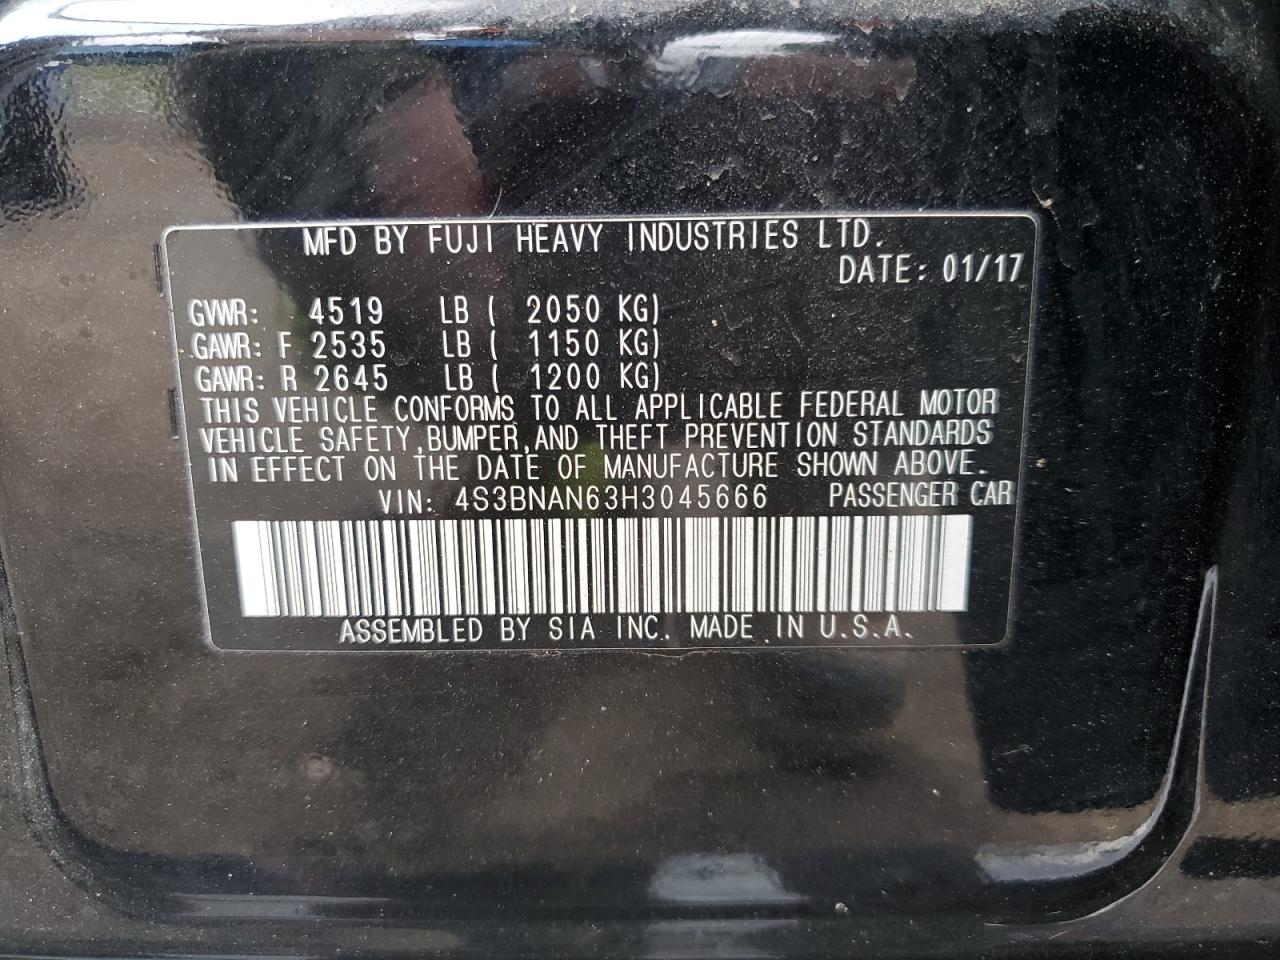 MFD BY FUJI HEAVY INDUSTRIES LTD.
DATE: 01/17
GVWR: 4519 LB ( 2050 KG)
GAWR: F 2535 LB ( 1150 KG)
GAWR: R 2645 LB ( 1200 KG)
THIS VEHICLE CONFORMS TO ALL APPLICABLE FEDERAL MOTOR
VEHICLE SAFETY,BUMPER,AND THEFT PREVENTION STANDARDS
IN EFFECT ON THE DATE OF MANUFACTURE SHOWN ABOVE.
VIN: 4S3BNAN63H3045666 PASSENGER CAR
ASSEMBLED BY SIA INC. MADE IN U.S.A.